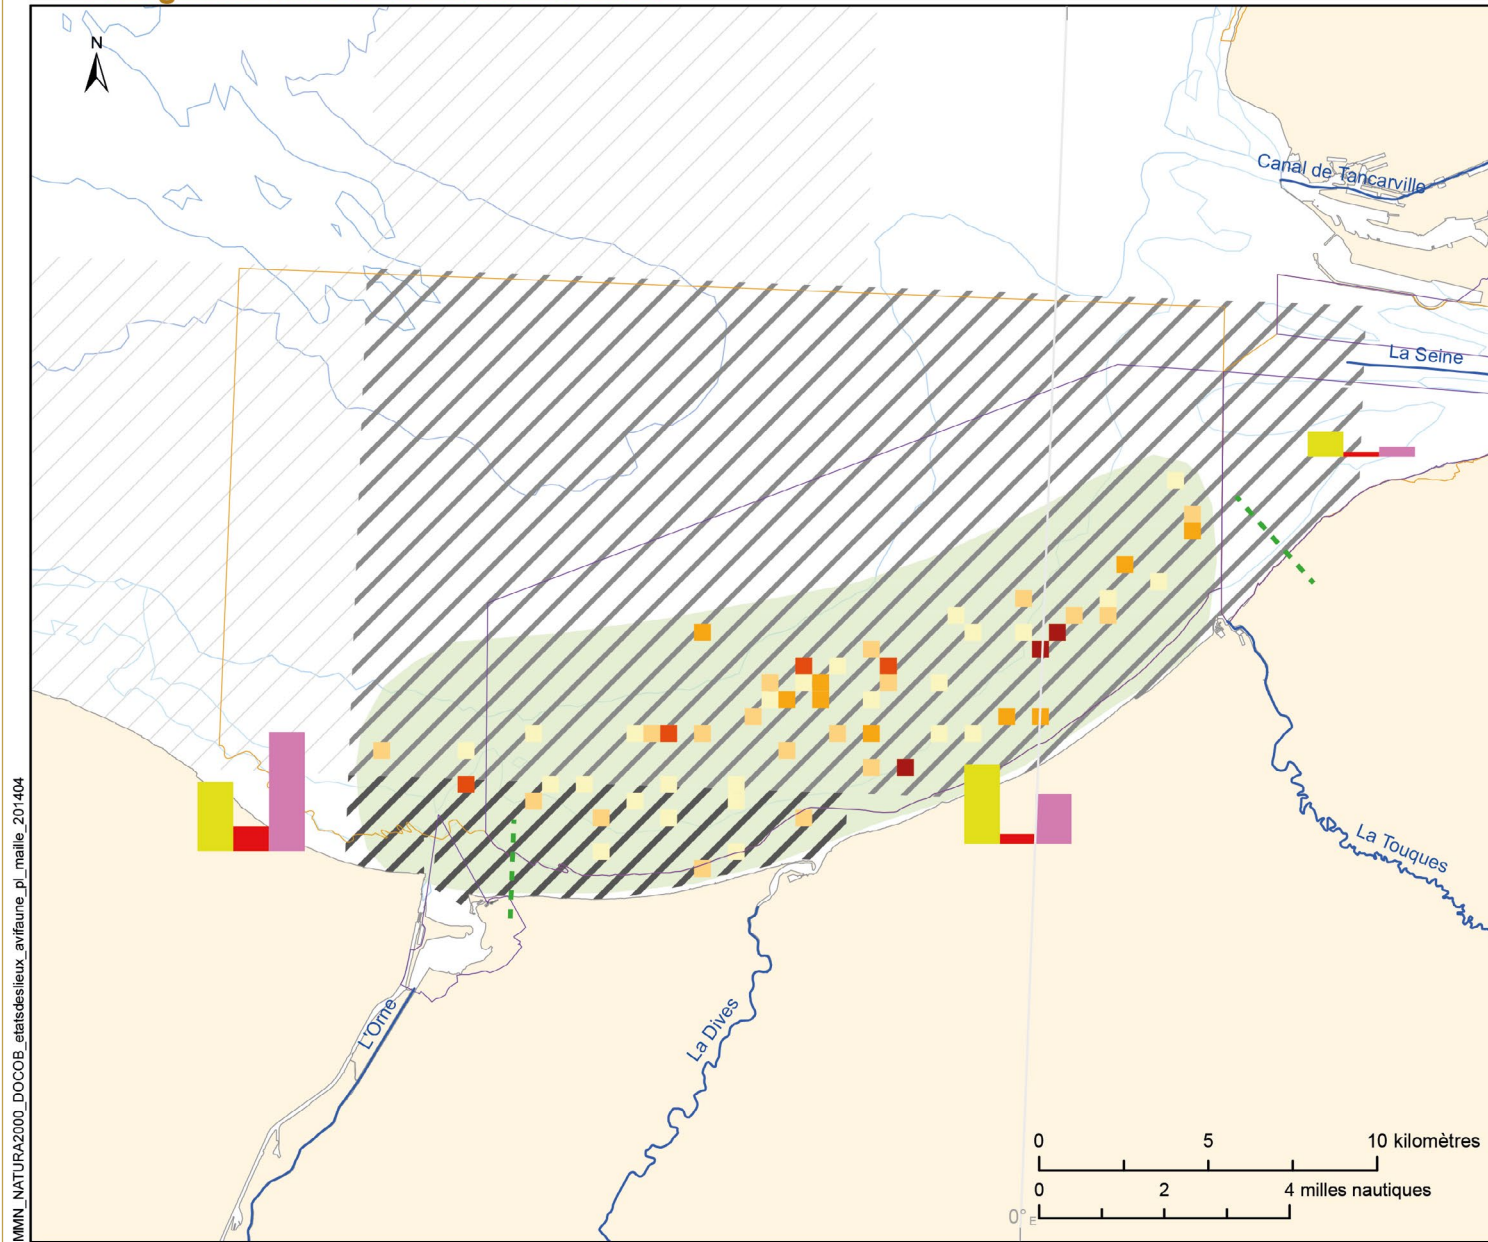 N
Canal de Tancarville
La Seine
La Touques
L'Orne
La Dives
0 5 10 kilomètres
0 2 4 milles nautiques
0° E
MMN_NATURA2000_DOCOB_etatsdeslieux_avifaune_pl_maille_201404